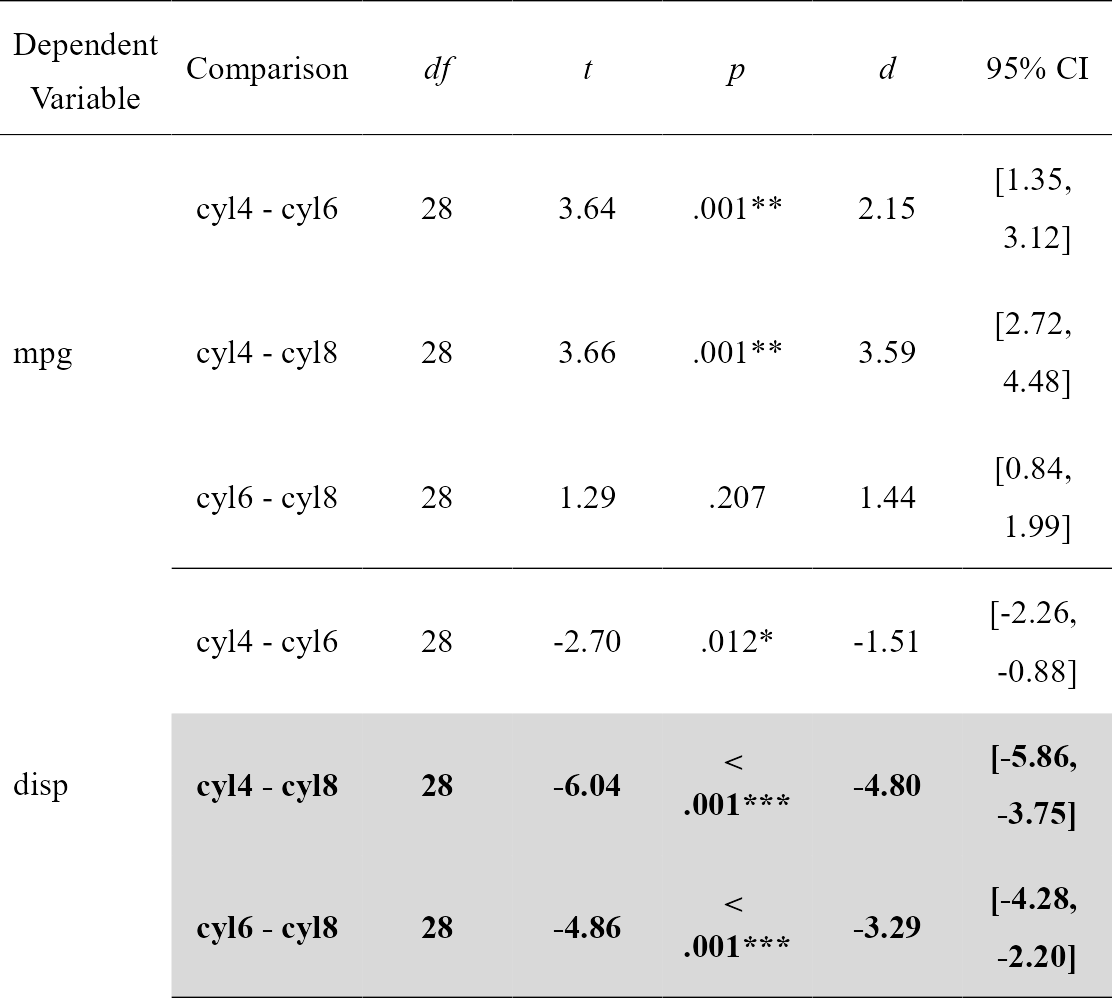 Dependent Variable Comparison df t p d 95% CI
mpg cyl4 - cyl6 28 3.64 .001** 2.15 [1.35, 3.12]
cyl4 - cyl8 28 3.66 .001** 3.59 [2.72, 4.48]
cyl6 - cyl8 28 1.29 .207 1.44 [0.84, 1.99]
disp cyl4 - cyl6 28 -2.70 .012* -1.51 [-2.26, -0.88]
cyl4 - cyl8 28 -6.04 < .001*** -4.80 [-5.86, -3.75]
cyl6 - cyl8 28 -4.86 < .001*** -3.29 [-4.28, -2.20]